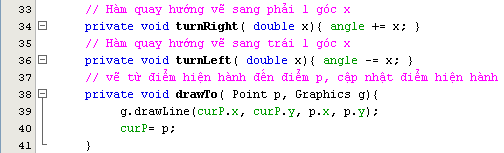 33 // Hàm quay hướng vẽ sang phải 1 góc x
34 private void turnRight( double x){ angle += x; }
35 // Hàm quay hướng vẽ sang trái 1 góc x
36 private void turnLeft( double x){ angle -= x; }
37 // vẽ từ điểm hiện hành đến điểm p, cập nhật điểm hiện hành
38 private void drawTo( Point p, Graphics g){
39 g.drawLine(curP.x, curP.y, p.x, p.y);
40 curP= p;
41 }